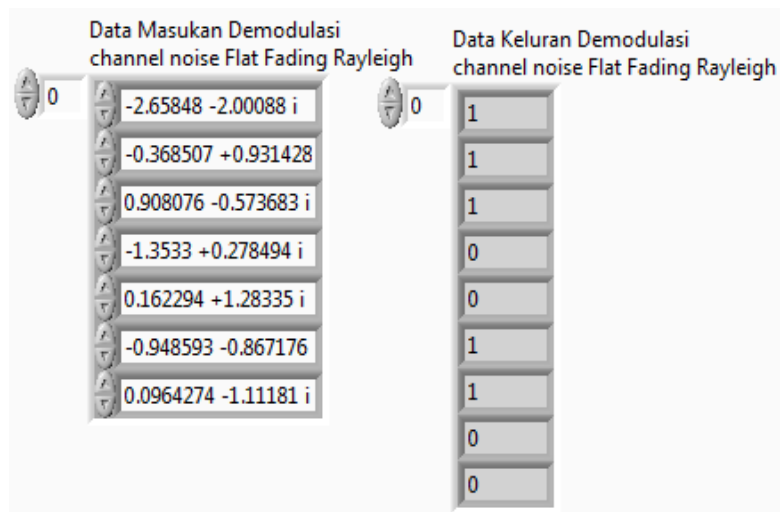 Data Masukan Demodulasi
channel noise Flat Fading Rayleigh
0
-2.65848 -2.00088 i
-0.368507 +0.931428
0.908076 -0.573683 i
-1.3533 +0.278494 i
0.162294 +1.28335 i
-0.948593 -0.867176
0.0964274 -1.11181 i
Data Keluran Demodulasi
channel noise Flat Fading Rayleigh
0
1
1
1
0
0
1
1
0
0